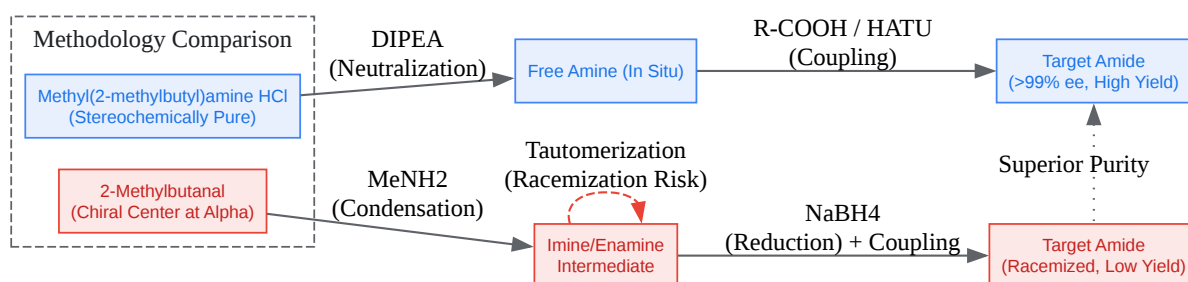 Methodology Comparison
Methyl(2-methylbutyl)amine HCl
(Stereochemically Pure)
DIPEA
(Neutralization)
Free Amine (In Situ)
R-COOH / HATU
(Coupling)
Target Amide
(>99% ee, High Yield)
2-Methylbutanal
(Chiral Center at Alpha)
MeNH2
(Condensation)
Tautomerization
(Racemization Risk)
Imine/Enamine
Intermediate
NaBH4
(Reduction) + Coupling
Superior Purity
Target Amide
(Racemized, Low Yield)